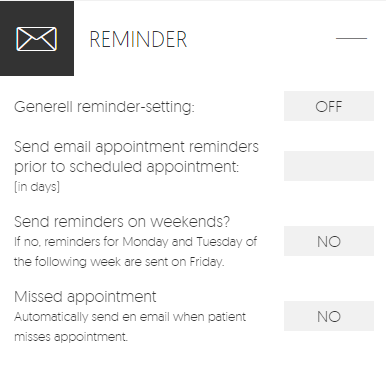 REMINDER
Generell reminder-setting: OFF
Send email appointment reminders
prior to scheduled appointment:
[in days]
Send reminders on weekends?
If no, reminders for Monday and Tuesday of NO
the following week are sent on Friday.
Missed appointment
Automatically send en email when patient NO
misses appointment.